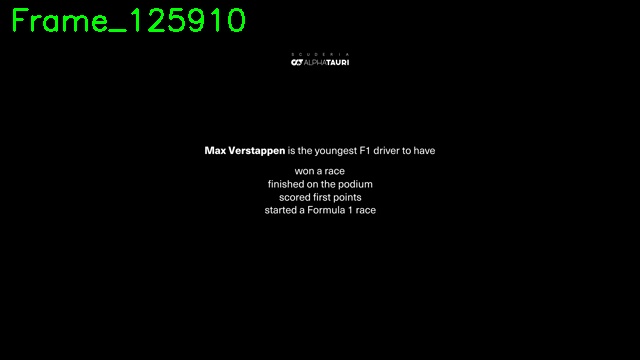 Frame_125910
SCUDERIA
ALPHATAURI
Max Verstappen is the youngest F1 driver to have
won a race
finished on the podium
scored first points
started a Formula 1 race